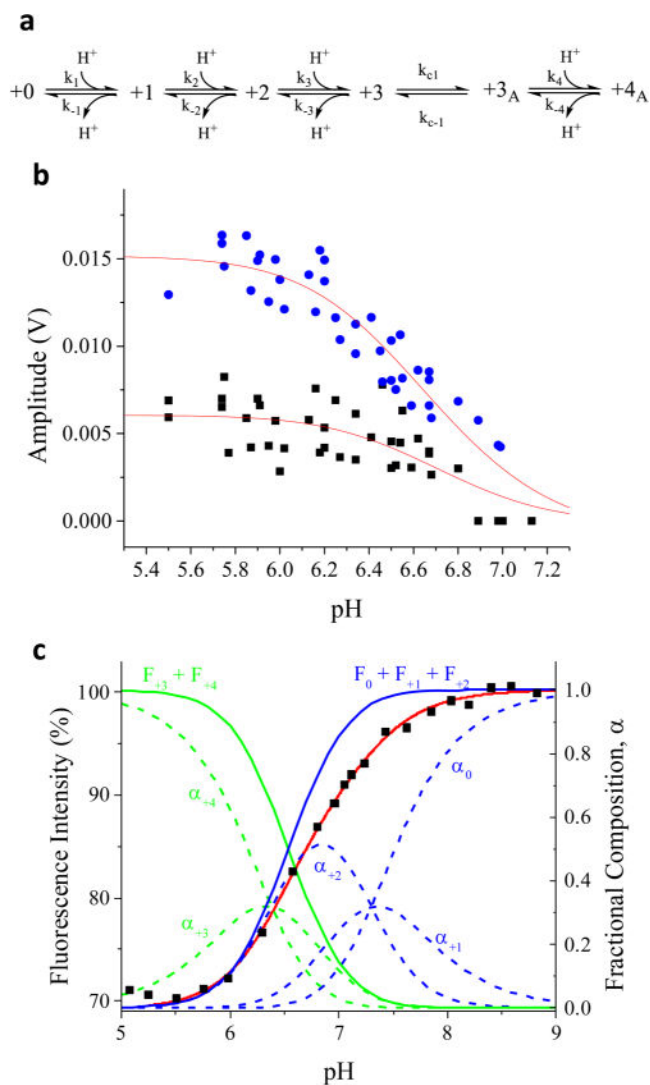 a
H⁺ H⁺ H⁺ H⁺
k₁ k₂ k₃ k_c1 k₄
+0 +1 +2 +3 +3_A +4_A
k₋₁ k₋₂ k₋₃ k_c-1 k₋₄
H⁺ H⁺ H⁺ H⁺
b
Amplitude (V)
0.015
0.010
0.005
0.000
5.4 5.6 5.8 6.0 6.2 6.4 6.6 6.8 7.0 7.2
pH
c
F₊₃ + F₊₄ F₀ + F₊₁ + F₊₂
Fluorescence Intensity (%)
100
90
80
70
α₊₄
α₊₃
α₊₂
α₀
α₊₁
1.0
0.8
0.6
0.4
0.2
0.0
Fractional Composition, α
5 6 7 8 9
pH